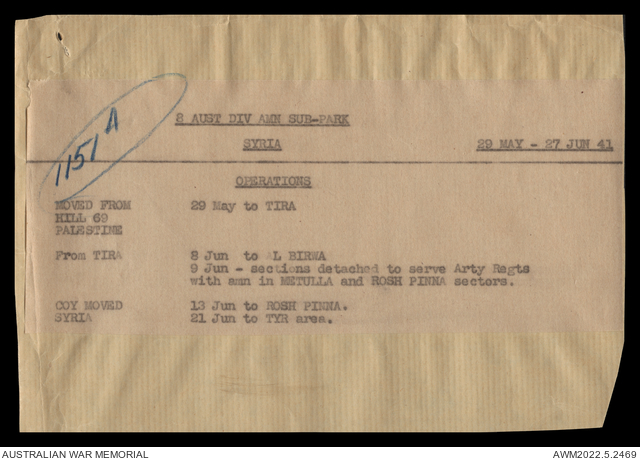 1151 A
8 AUST DIV AMN SUB-PARK
SYRIA 29 MAY - 27 JUN 41
OPERATIONS
MOVED FROM 29 May to TIRA
HILL 69
PALESTINE
From TIRA 8 Jun to AL BIRWA
9 Jun - sections detached to serve Arty Regts
with amn in METULLA and ROSH PINNA sectors.
COY MOVED 13 Jun to ROSH PINNA.
SYRIA 21 Jun to TYR area.
AUSTRALIAN WAR MEMORIAL AWM2022.5.2469